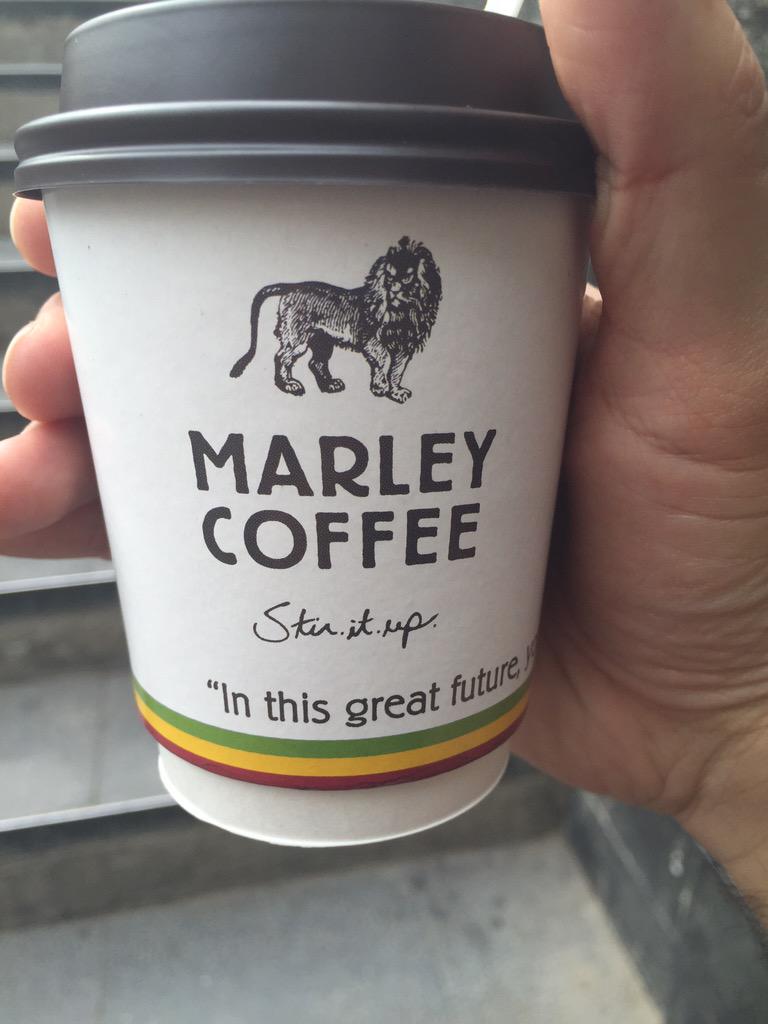 MARLEY
COFFEE
Stir.it.up.
“In this great future,